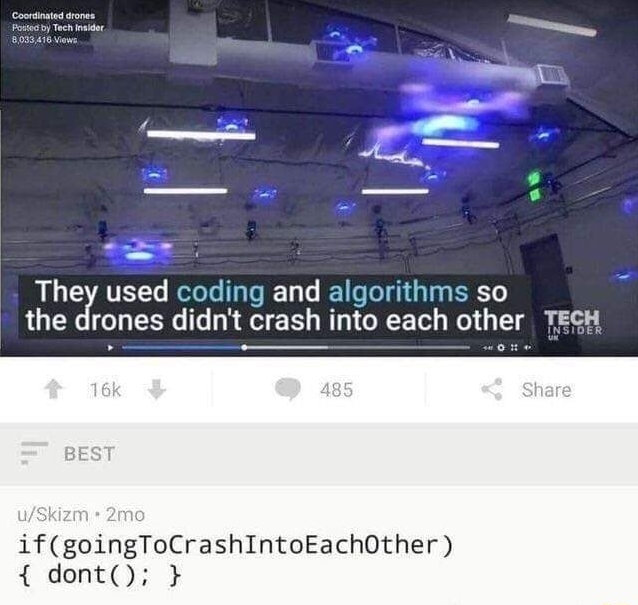 Coordinated drones
Posted by Tech Insider
8,033,416 Views
They used coding and algorithms so
the drones didn't crash into each other
TECH
INSIDER
UK
16k
485
Share
BEST
u/Skizm • 2mo
if(goingToCrashIntoEachOther)
{ dont(); }